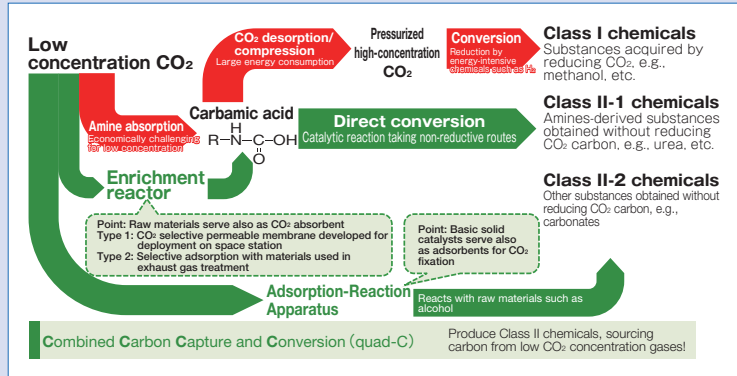 Low
concentration CO₂
CO₂ desorption/
compression
Large energy consumption
Pressurized
high-concentration
CO₂
Conversion
Reduction by
energy-intensive
chemicals such as H₂
Class I chemicals
Substances acquired by
reducing CO₂, e.g.,
methanol, etc.
Amine absorption
Economically challenging
for low concentration
Carbamic acid
H
R–N–C–OH
O
Direct conversion
Catalytic reaction taking non-reductive routes
Class II-1 chemicals
Amines-derived substances
obtained without reducing
CO₂ carbon, e.g., urea, etc.
Enrichment
reactor
Class II-2 chemicals
Other substances obtained without
reducing CO₂ carbon, e.g.,
carbonates
Point: Raw materials serve also as CO₂ absorbent
Type 1: CO₂ selective permeable membrane developed for
deployment on space station
Type 2: Selective adsorption with materials used in
exhaust gas treatment
Point: Basic solid
catalysts serve also
as adsorbents for CO₂
fixation
Adsorption-Reaction
Apparatus
Reacts with raw materials such as
alcohol
Combined Carbon Capture and Conversion (quad-C)
Produce Class II chemicals, sourcing
carbon from low CO₂ concentration gases!